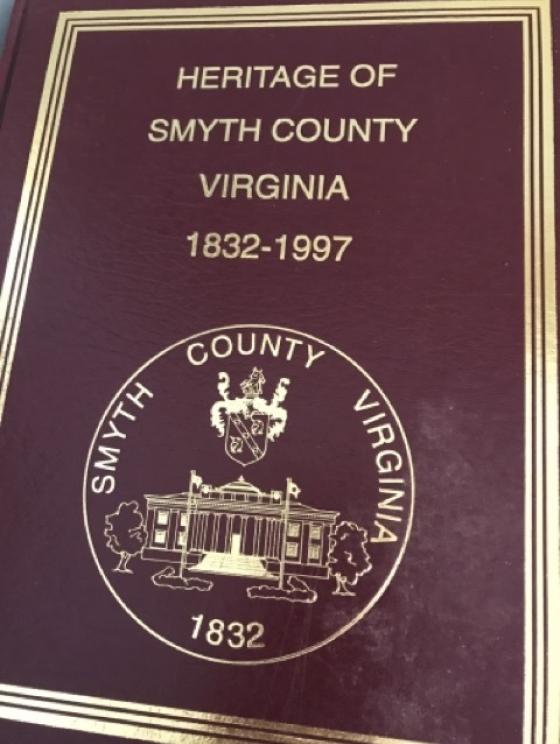 HERITAGE OF
SMYTH COUNTY
VIRGINIA
1832-1997
SMYTH COUNTY VIRGINIA
1832